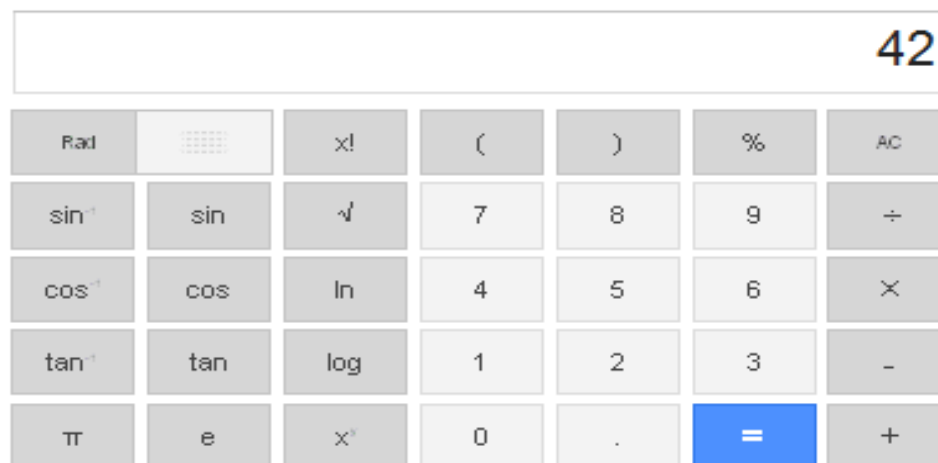 42
Rad x! ( ) % AC
sin⁻¹ sin √ 7 8 9 ÷
cos⁻¹ cos ln 4 5 6 ×
tan⁻¹ tan log 1 2 3 -
π e xʸ 0 . = +